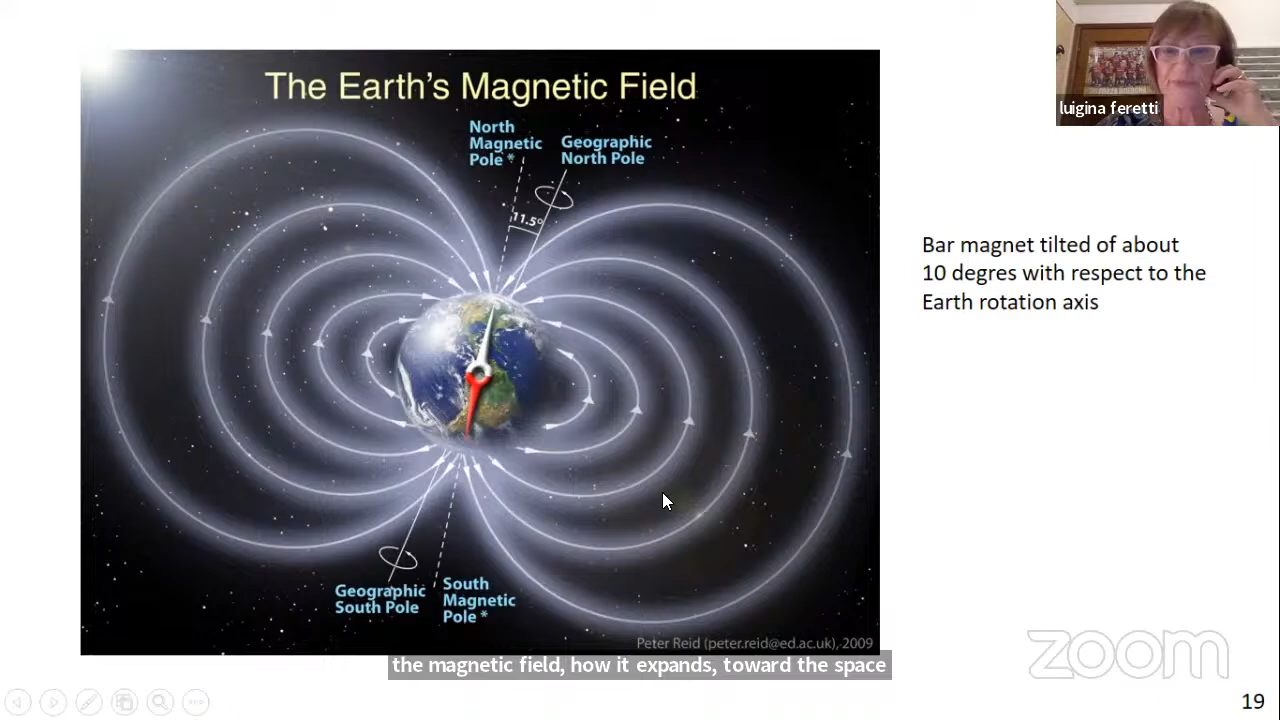 luigina feretti
The Earth's Magnetic Field
North
Magnetic
Pole *
Geographic
North Pole
11.5°
Bar magnet tilted of about
10 degres with respect to the
Earth rotation axis
Geographic
South Pole
South
Magnetic
Pole *
Peter Reid (peter.reid@ed.ac.uk), 2009
the magnetic field, how it expands, toward the space
zoom
19